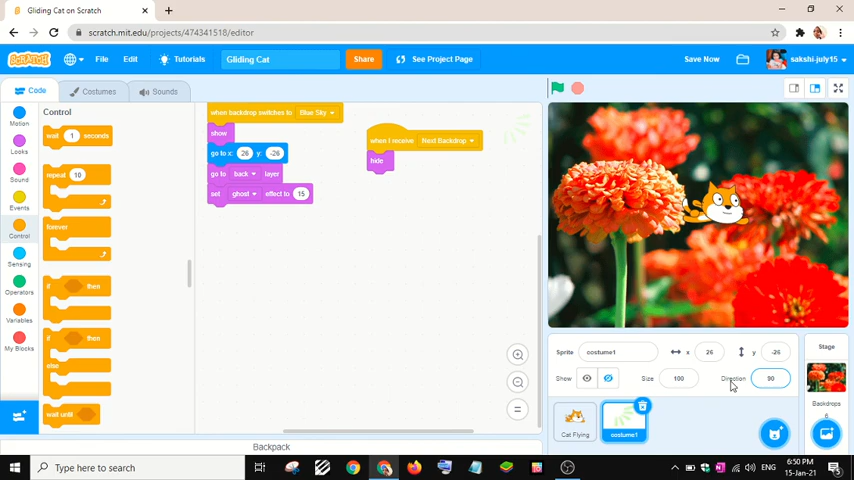 Gliding Cat on Scratch
scratch.mit.edu/projects/474341518/editor
SCRATCH
File Edit Tutorials Gliding Cat Share See Project Page Save Now sakshi-july15
Code Costumes Sounds
Motion
Looks
Sound
Events
Control
Sensing
Operators
Variables
My Blocks
Control
wait 1 seconds
repeat 10
forever
if then
if then
else
wait until
when backdrop switches to Blue Sky
show
go to x: 26 y: -26
go to back layer
set ghost effect to 15
when I receive Next Backdrop
hide
Backpack
Sprite costume1 x 26 y -26
Show Size 100 Direction 90
Cat Flying
costume1
Stage
Backdrops
6
Type here to search
ENG
6:50 PM
15-Jan-21
5